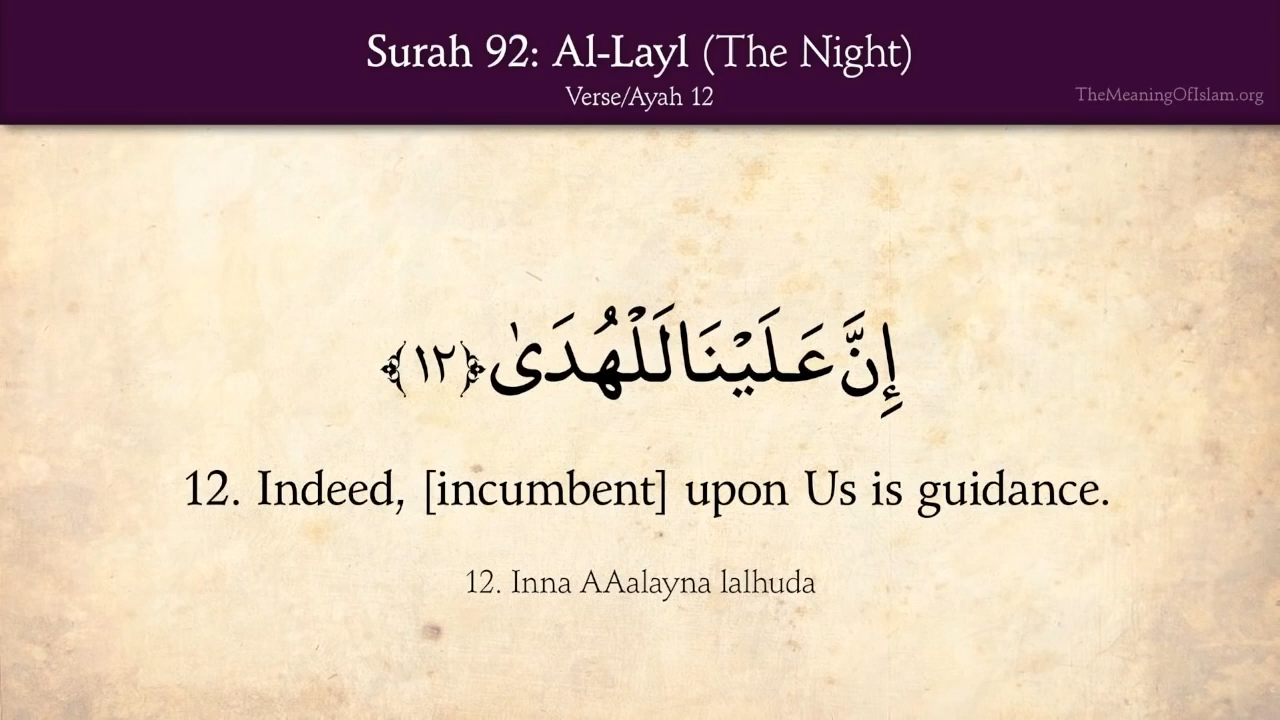 Surah 92: Al-Layl (The Night)
Verse/Ayah 12
TheMeaningOfIslam.org
إِنَّ عَلَيْنَا لَلْهُدَىٰ ﴿١٢﴾
12. Indeed, [incumbent] upon Us is guidance.
12. Inna AAalayna lalhuda